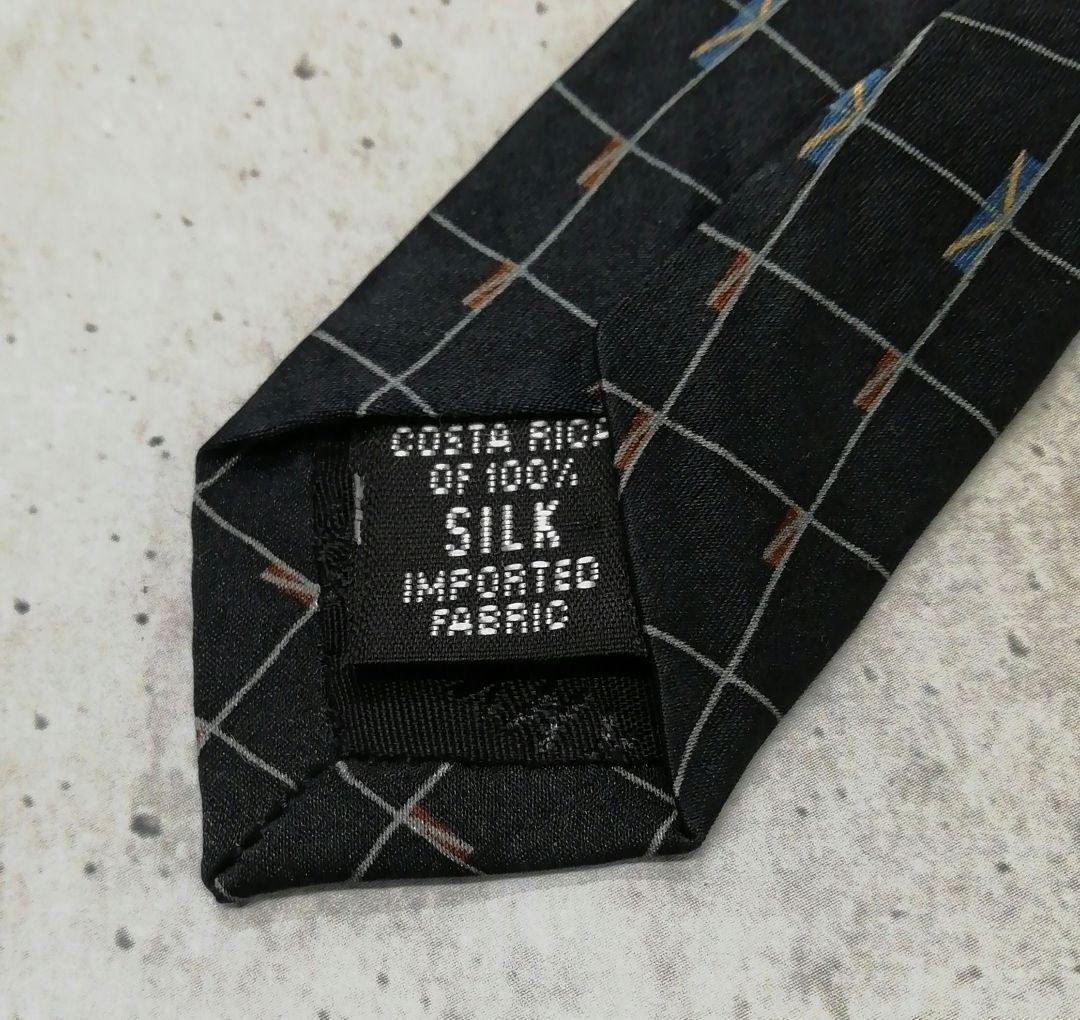 COSTA RICA
OF 100%
SILK
IMPORTED
FABRIC